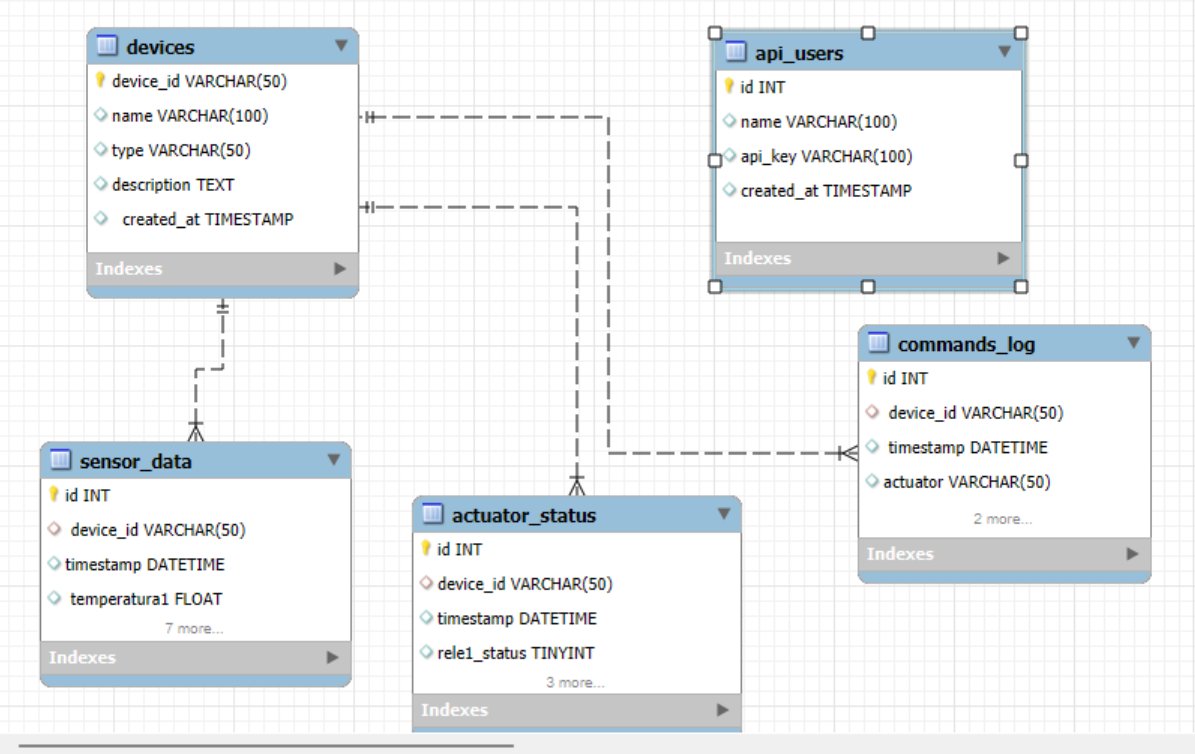 devices
device_id VARCHAR(50)
name VARCHAR(100)
type VARCHAR(50)
description TEXT
created_at TIMESTAMP
Indexes
api_users
id INT
name VARCHAR(100)
api_key VARCHAR(100)
created_at TIMESTAMP
Indexes
commands_log
id INT
device_id VARCHAR(50)
timestamp DATETIME
actuator VARCHAR(50)
2 more...
Indexes
sensor_data
id INT
device_id VARCHAR(50)
timestamp DATETIME
temperatura1 FLOAT
7 more...
Indexes
actuator_status
id INT
device_id VARCHAR(50)
timestamp DATETIME
rele1_status TINYINT
3 more...
Indexes